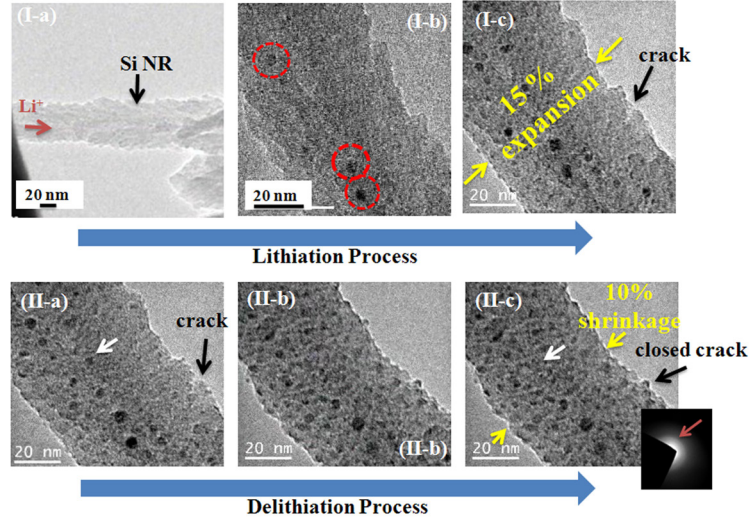 (I-a)
Si NR
Li⁺
20 nm
(I-b)
20 nm
(I-c)
15 %
expansion
crack
20 nm
Lithiation Process
(II-a)
crack
20 nm
(II-b)
(II-b)
20 nm
(II-c)
10%
shrinkage
closed crack
20 nm
Delithiation Process